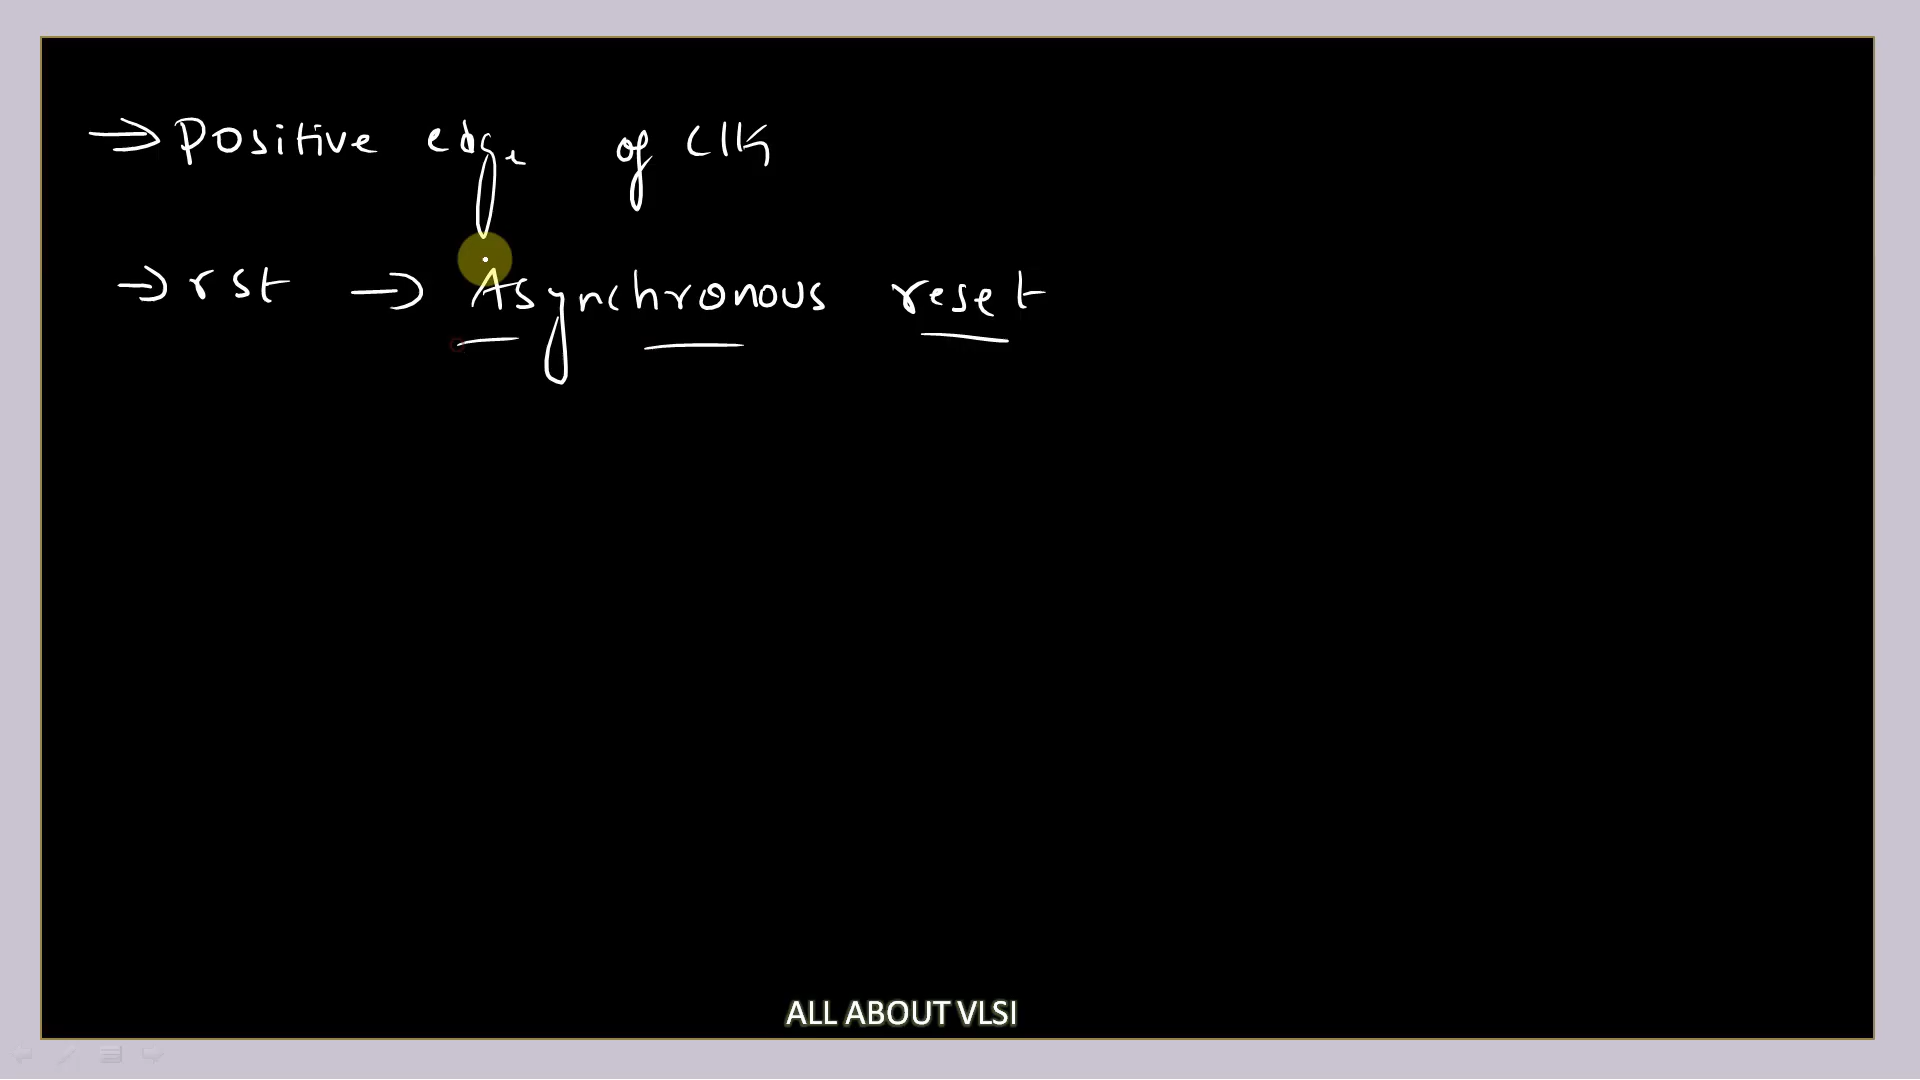 → Positive edge of clk
→ rst → Asynchronous reset
ALL ABOUT VLSI